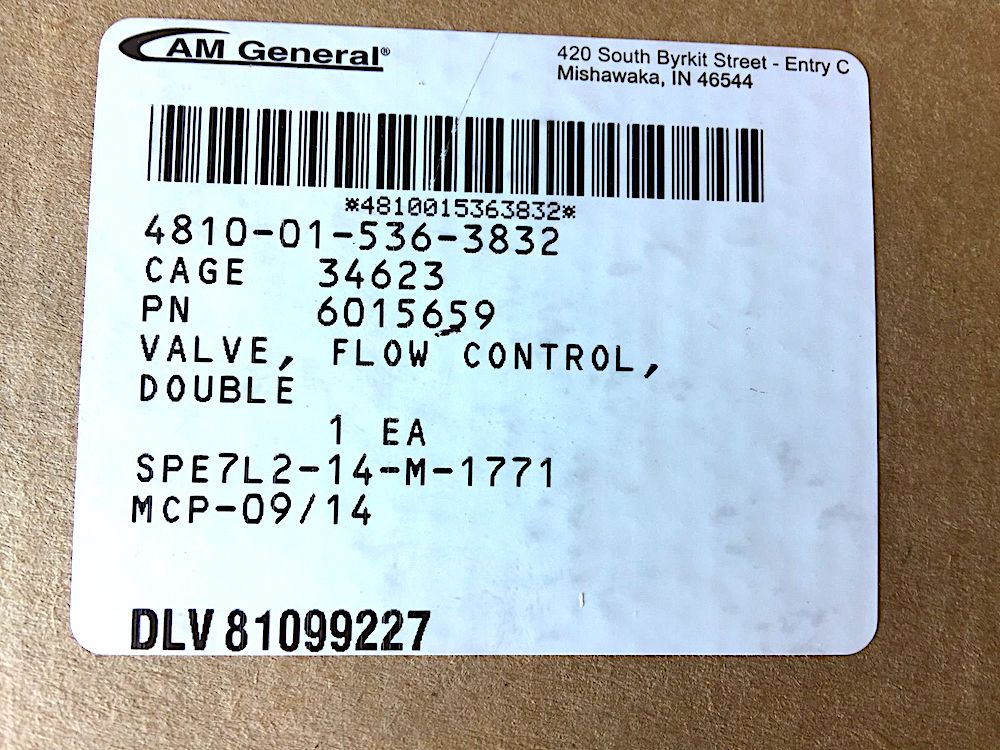 AM General®
420 South Byrkit Street - Entry C
Mishawaka, IN 46544
*4810015363832*
4810-01-536-3832
CAGE 34623
PN 6015659
VALVE, FLOW CONTROL,
DOUBLE
1 EA
SPE7L2-14-M-1771
MCP-09/14
DLV 81099227